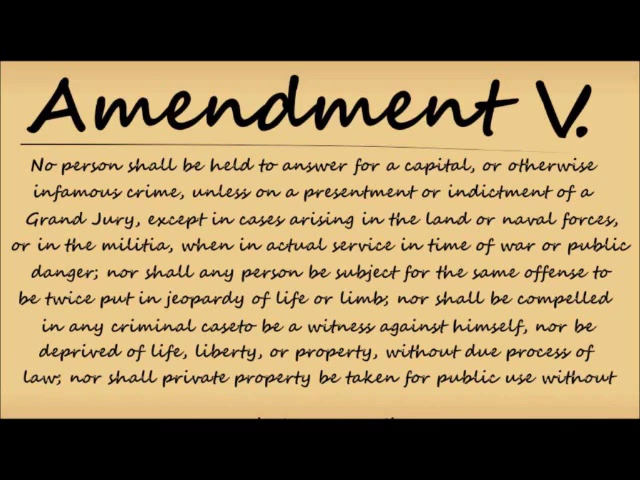 Amendment V.
No person shall be held to answer for a capital, or otherwise
infamous crime, unless on a presentment or indictment of a
Grand Jury, except in cases arising in the land or naval forces,
or in the militia, when in actual service in time of war or public
danger; nor shall any person be subject for the same offense to
be twice put in jeopardy of life or limb; nor shall be compelled
in any criminal caseto be a witness against himself, nor be
deprived of life, liberty, or property, without due process of
law; nor shall private property be taken for public use without